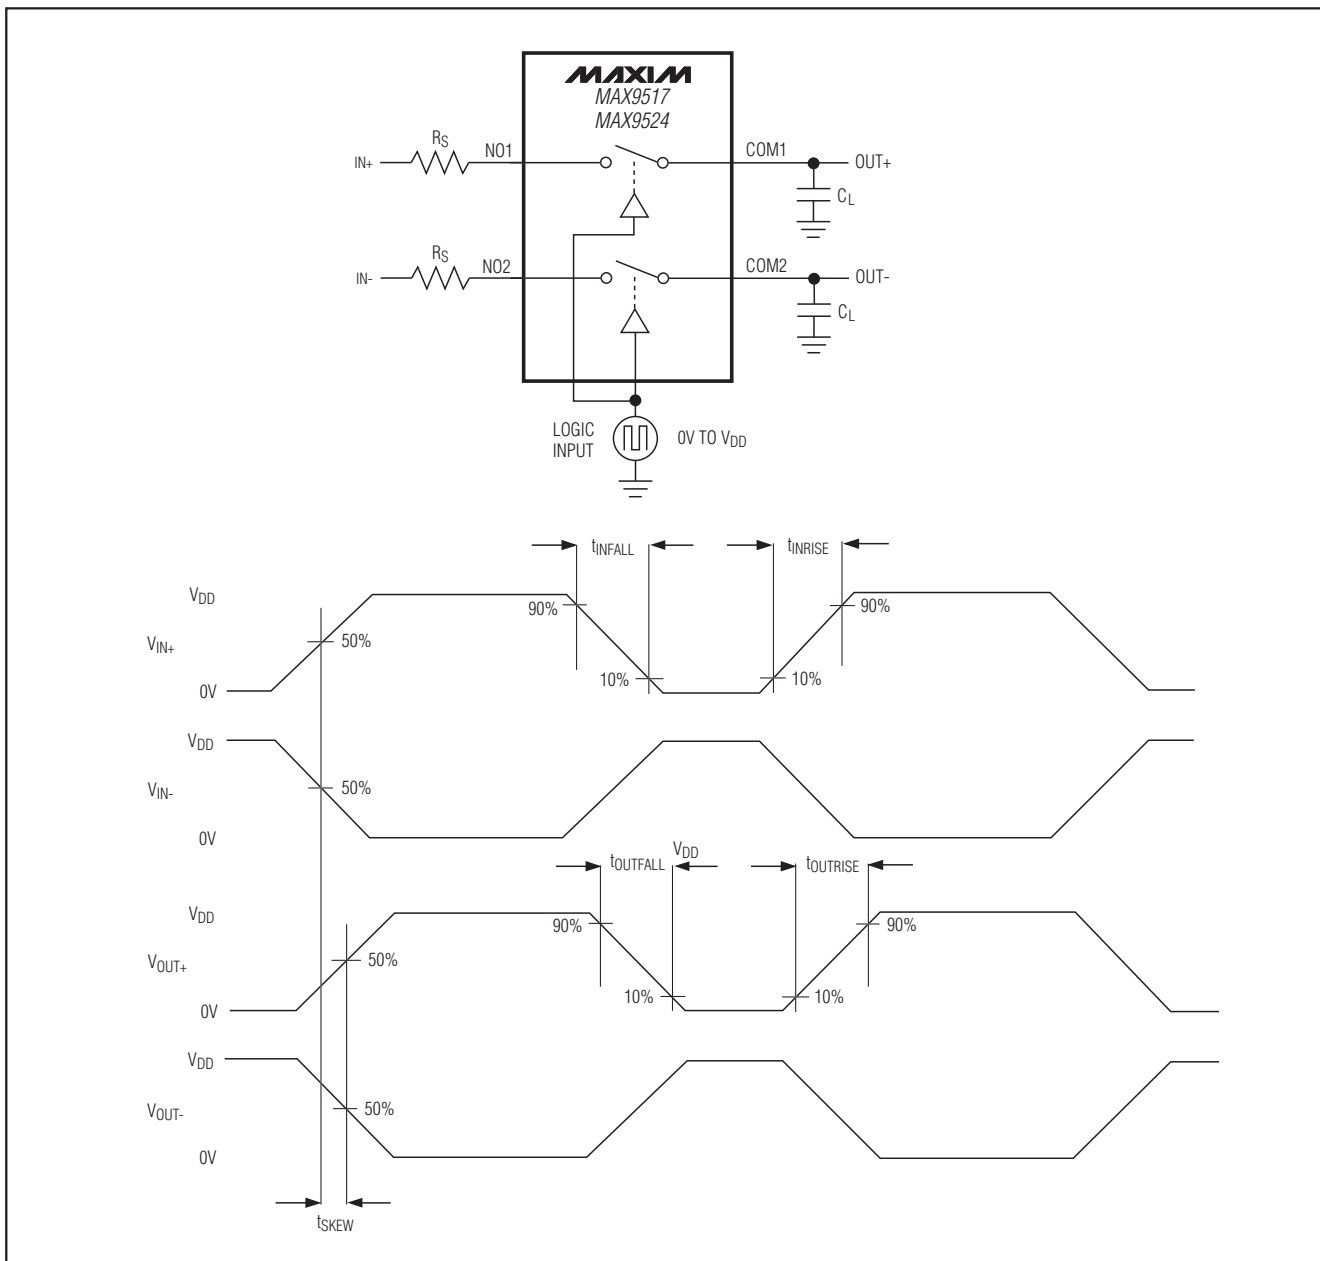 MAXIM
MAX9517
MAX9524
IN+ RS NO1 COM1 OUT+
CL
IN- RS NO2 COM2 OUT-
CL
LOGIC INPUT 0V TO VDD
tINFALL tINRISE
VDD
90% 90%
VIN+ 50%
10% 10%
0V
VDD
VIN- 50%
0V
tOUTFALL VDD tOUTRISE
VDD
90% 90%
VOUT+ 50%
10% 10%
0V
VDD
VOUT- 50%
0V
tSKEW